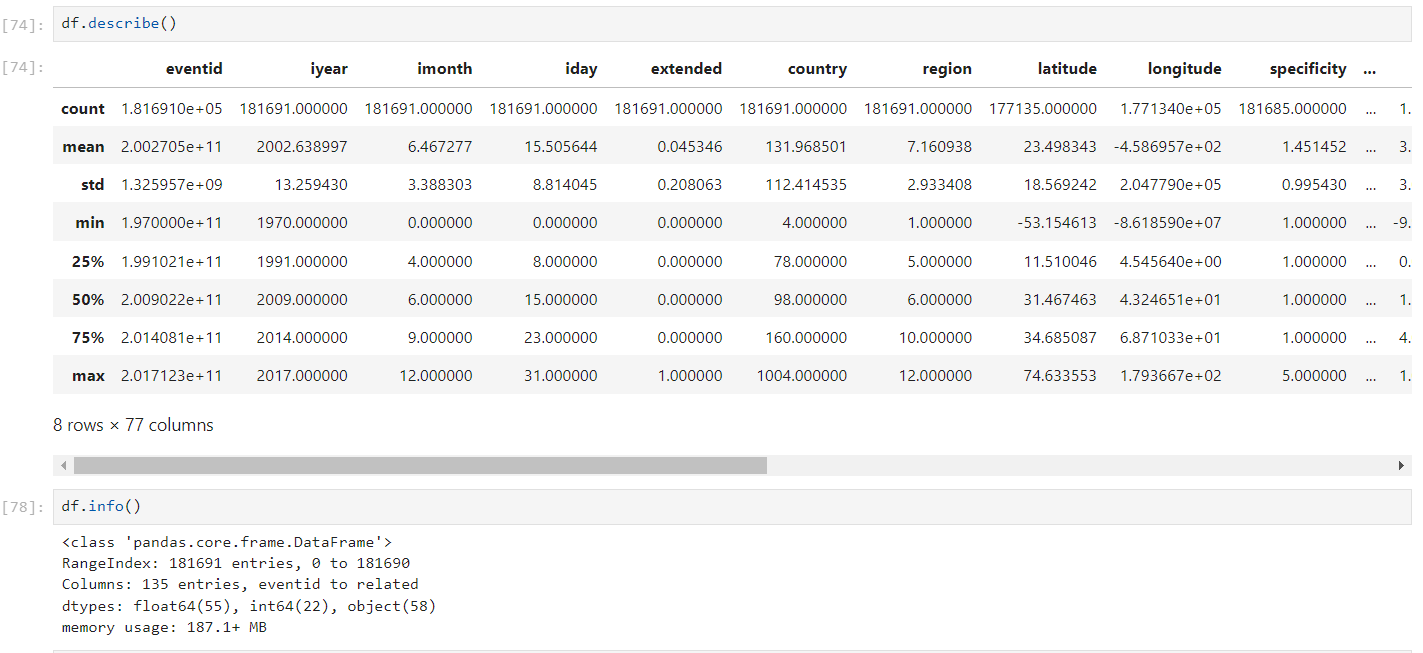 [74]: df.describe()
[74]: eventid iyear imonth iday extended country region latitude longitude specificity ...
count 1.816910e+05 181691.000000 181691.000000 181691.000000 181691.000000 181691.000000 181691.000000 177135.000000 1.771340e+05 181685.000000 ... 1.
mean 2.002705e+11 2002.638997 6.467277 15.505644 0.045346 131.968501 7.160938 23.498343 -4.586957e+02 1.451452 ... 3.
std 1.325957e+09 13.259430 3.388303 8.814045 0.208063 112.414535 2.933408 18.569242 2.047790e+05 0.995430 ... 3.
min 1.970000e+11 1970.000000 0.000000 0.000000 0.000000 4.000000 1.000000 -53.154613 -8.618590e+07 1.000000 ... -9.
25% 1.991021e+11 1991.000000 4.000000 8.000000 0.000000 78.000000 5.000000 11.510046 4.545640e+00 1.000000 ... 0.
50% 2.009022e+11 2009.000000 6.000000 15.000000 0.000000 98.000000 6.000000 31.467463 4.324651e+01 1.000000 ... 1.
75% 2.014081e+11 2014.000000 9.000000 23.000000 0.000000 160.000000 10.000000 34.685087 6.871033e+01 1.000000 ... 4.
max 2.017123e+11 2017.000000 12.000000 31.000000 1.000000 1004.000000 12.000000 74.633553 1.793667e+02 5.000000 ... 1.
8 rows × 77 columns
[78]: df.info()
<class 'pandas.core.frame.DataFrame'>
RangeIndex: 181691 entries, 0 to 181690
Columns: 135 entries, eventid to related
dtypes: float64(55), int64(22), object(58)
memory usage: 187.1+ MB